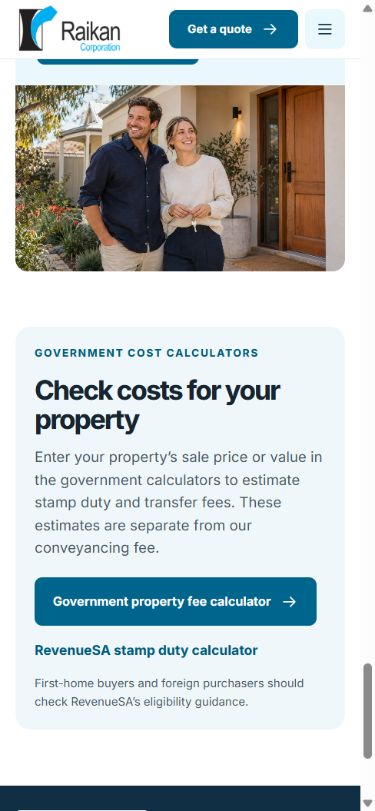 Raikan
Corporation
Get a quote
GOVERNMENT COST CALCULATORS
Check costs for your
property
Enter your property’s sale price or value in
the government calculators to estimate
stamp duty and transfer fees. These
estimates are separate from our
conveyancing fee.
Government property fee calculator
RevenueSA stamp duty calculator
First-home buyers and foreign purchasers should
check RevenueSA’s eligibility guidance.